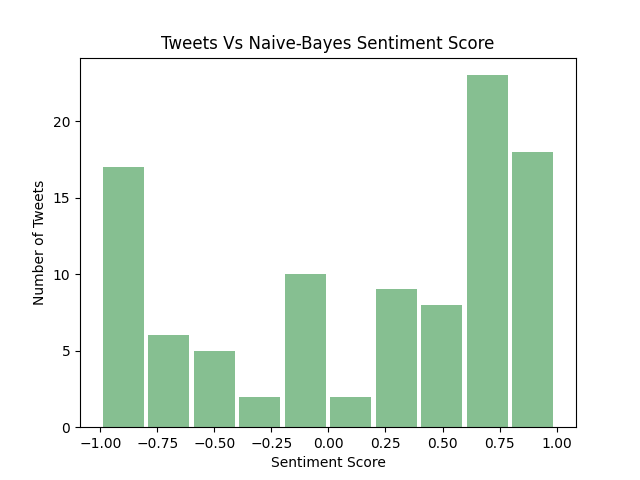 Tweets Vs Naive-Bayes Sentiment Score
Number of Tweets
20
15
10
5
0
−1.00 −0.75 −0.50 −0.25 0.00 0.25 0.50 0.75 1.00
Sentiment Score